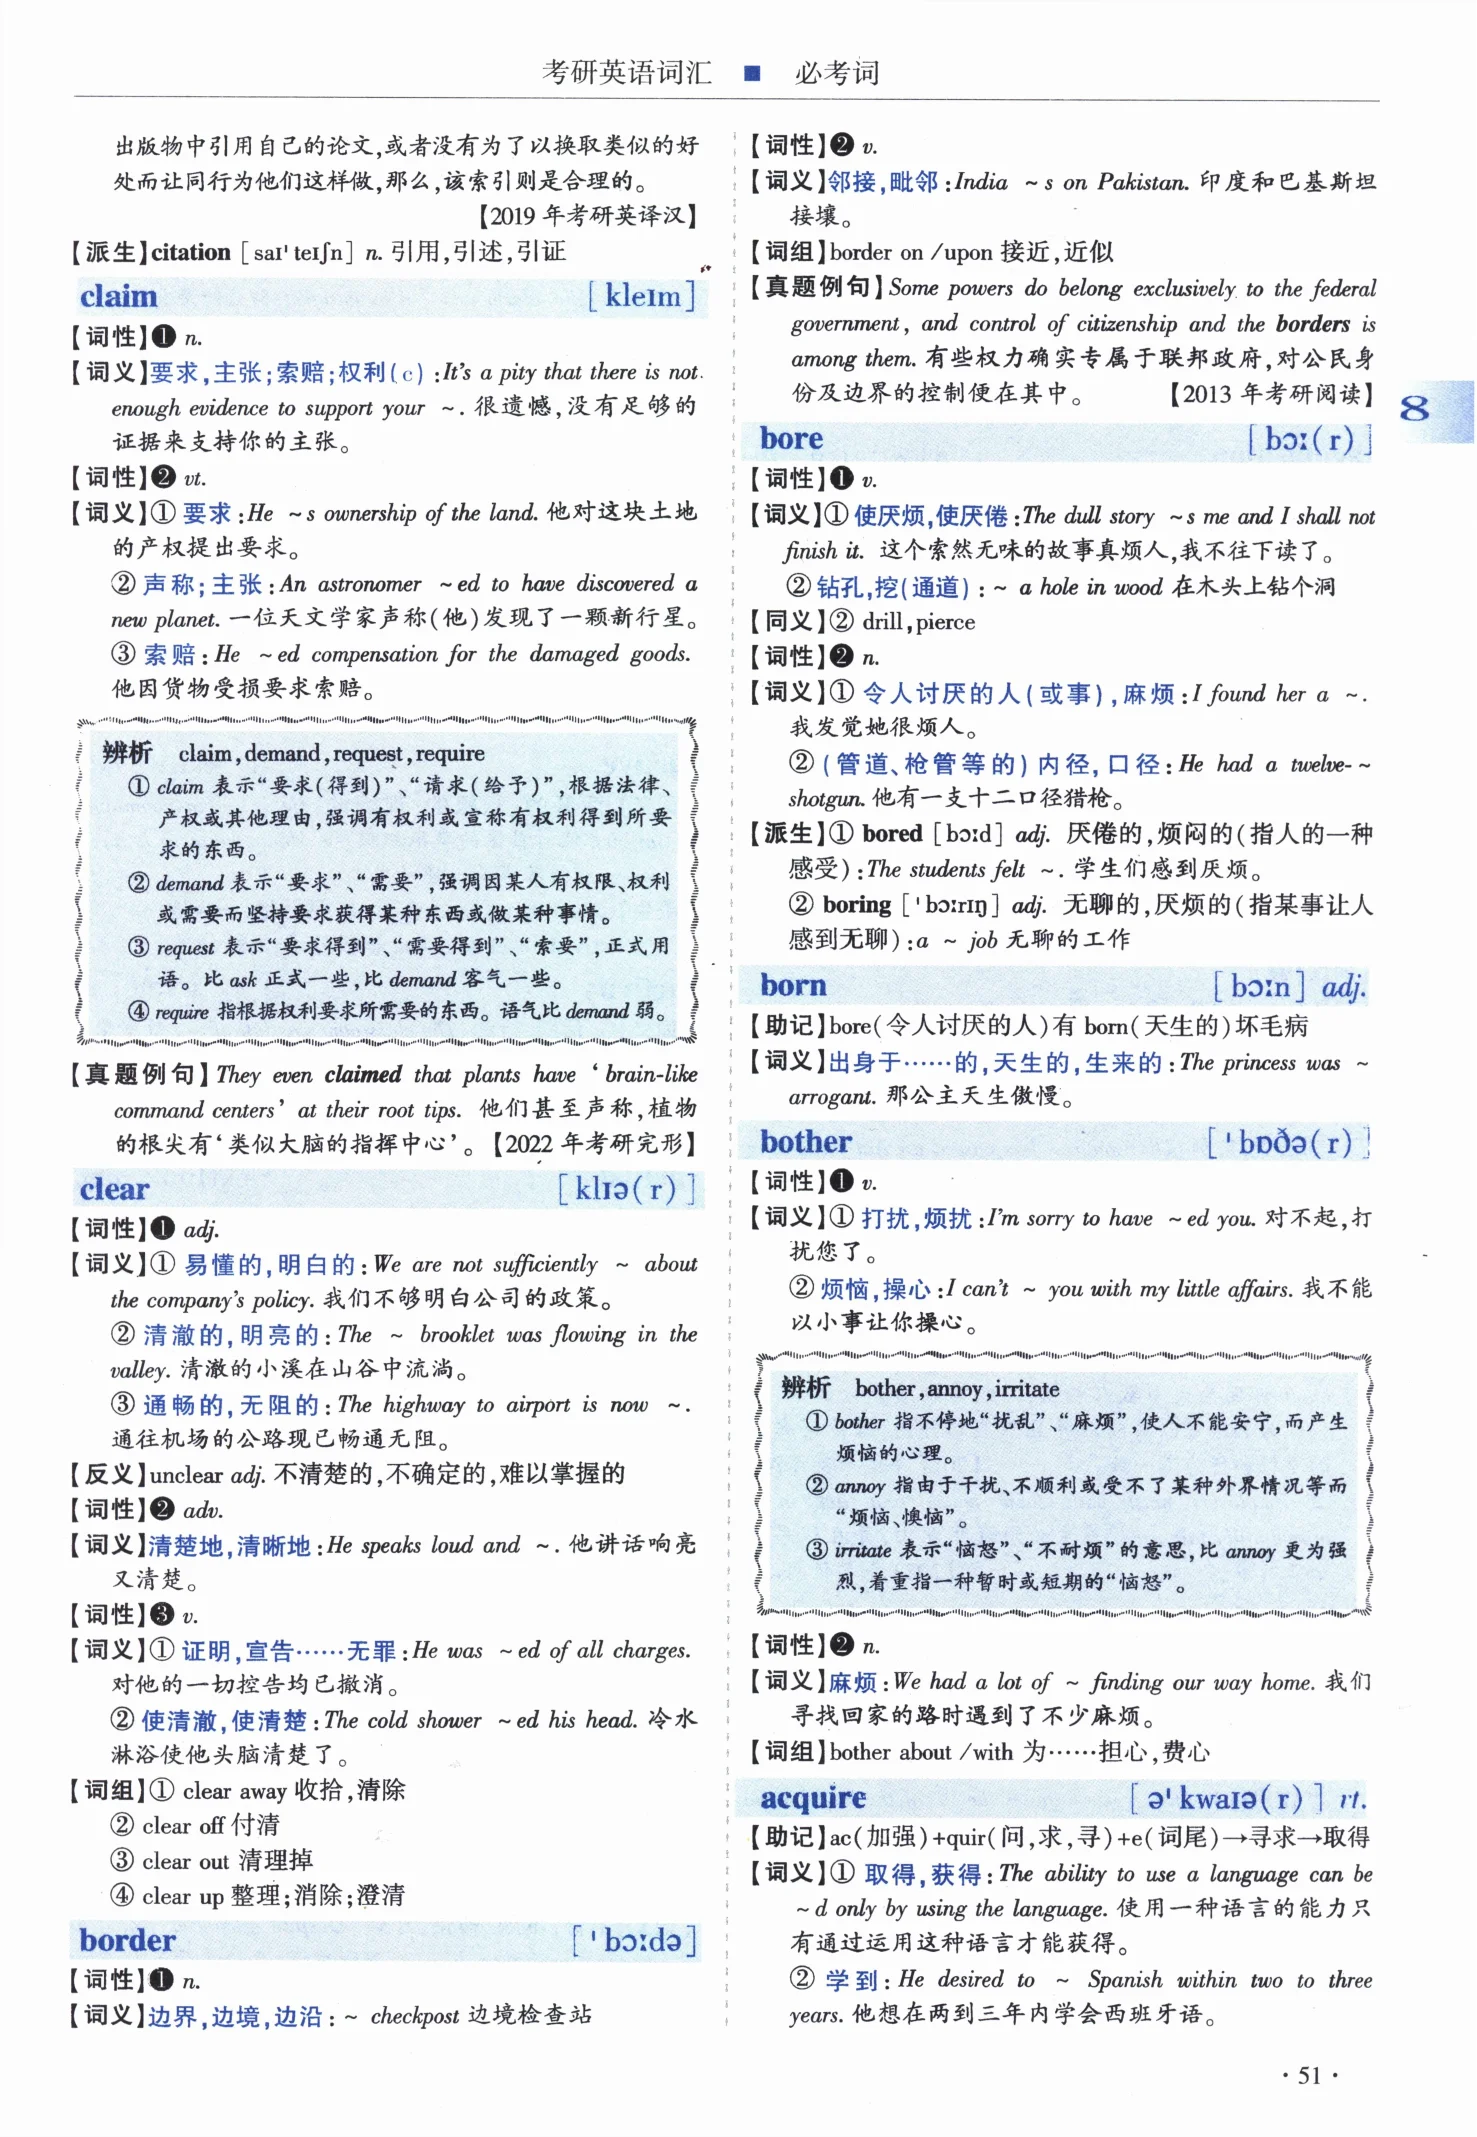 考研英语词汇 ■ 必考词
出版物中引用自己的论文,或者没有为了以换取类似的好
处而让同行为他们这样做,那么,该索引则是合理的。
【2019 年考研英译汉】
【派生】citation [saɪˈteɪʃn] n. 引用,引述,引证
claim [kleɪm]
【词性】❶ n.
【词义】要求,主张;索赔;权利(c) :It's a pity that there is not
enough evidence to support your ~. 很遗憾,没有足够的
证据来支持你的主张。
【词性】❷ vt.
【词义】① 要求:He ~s ownership of the land. 他对这块土地
的产权提出要求。
② 声称;主张:An astronomer ~ed to have discovered a
new planet. 一位天文学家声称(他)发现了一颗新行星。
③ 索赔:He ~ed compensation for the damaged goods.
他因货物受损要求索赔。
辨析 claim,demand,request,require
① claim 表示“要求(得到)”、“请求(给予)”,根据法律、
产权或其他理由,强调有权利或宣称有权利得到所要
求的东西。
② demand 表示“要求”、“需要”,强调因某人有权限、权利
或需要而坚持要求获得某种东西或做某种事情。
③ request 表示“要求得到”、“需要得到”、“索要”,正式用
语。比 ask 正式一些,比 demand 客气一些。
④ require 指根据权利要求所需要的东西。语气比 demand 弱。
【真题例句】They even claimed that plants have ‘brain-like
command centers’ at their root tips. 他们甚至声称,植物
的根尖有‘类似大脑的指挥中心’。【2022 年考研完形】
clear [klɪə(r)]
【词性】❶ adj.
【词义】① 易懂的,明白的:We are not sufficiently ~ about
the company's policy. 我们不够明白公司的政策。
② 清澈的,明亮的:The ~ brooklet was flowing in the
valley. 清澈的小溪在山谷中流淌。
③ 通畅的,无阻的:The highway to airport is now ~.
通往机场的公路现已畅通无阻。
【反义】unclear adj. 不清楚的,不确定的,难以掌握的
【词性】❷ adv.
【词义】清楚地,清晰地:He speaks loud and ~. 他讲话响亮
又清楚。
【词性】❸ v.
【词义】① 证明,宣告……无罪:He was ~ed of all charges.
对他的一切控告均已撤消。
② 使清澈,使清楚:The cold shower ~ed his head. 冷水
淋浴使他头脑清楚了。
【词组】① clear away 收拾,清除
② clear off 付清
③ clear out 清理掉
④ clear up 整理;消除;澄清
border [ˈbɔːdə]
【词性】❶ n.
【词义】边界,边境,边沿:~ checkpost 边境检查站
【词性】❷ v.
【词义】邻接,毗邻:India ~s on Pakistan. 印度和巴基斯坦
接壤。
【词组】border on /upon 接近,近似
【真题例句】Some powers do belong exclusively to the federal
government, and control of citizenship and the borders is
among them. 有些权力确实专属于联邦政府,对公民身
份及边界的控制便在其中。 【2013 年考研阅读】
8
bore [bɔː(r)]
【词性】❶ v.
【词义】① 使厌烦,使厌倦:The dull story ~s me and I shall not
finish it. 这个索然无味的故事真烦人,我不往下读了。
② 钻孔,挖(通道) :~ a hole in wood 在木头上钻个洞
【同义】② drill,pierce
【词性】❷ n.
【词义】① 令人讨厌的人(或事),麻烦:I found her a ~.
我发觉她很烦人。
② (管道、枪管等的)内径,口径:He had a twelve-~
shotgun. 他有一支十二口径猎枪。
【派生】① bored [bɔːd] adj. 厌倦的,烦闷的(指人的一种
感受) :The students felt ~. 学生们感到厌烦。
② boring [ˈbɔːrɪŋ] adj. 无聊的,厌烦的(指某事让人
感到无聊) :a ~ job 无聊的工作
born [bɔːn] adj.
【助记】bore(令人讨厌的人)有 born(天生的)坏毛病
【词义】出身于……的,天生的,生来的:The princess was ~
arrogant. 那公主天生傲慢。
bother [ˈbɒðə(r)]
【词性】❶ v.
【词义】① 打扰,烦扰:I'm sorry to have ~ed you. 对不起,打
扰您了。
② 烦恼,操心:I can't ~ you with my little affairs. 我不能
以小事让你操心。
辨析 bother,annoy,irritate
① bother 指不停地“扰乱”、“麻烦”,使人不能安宁,而产生
烦恼的心理。
② annoy 指由于干扰、不顺利或受不了某种外界情况等而
“烦恼、懊恼”。
③ irritate 表示“恼怒”、“不耐烦”的意思,比 annoy 更为强
烈,着重指一种暂时或短期的“恼怒”。
【词性】❷ n.
【词义】麻烦:We had a lot of ~ finding our way home. 我们
寻找回家的路时遇到了不少麻烦。
【词组】bother about /with 为……担心,费心
acquire [əˈkwaɪə(r)] vt.
【助记】ac(加强)+quir(问,求,寻)+e(词尾)→寻求→取得
【词义】① 取得,获得:The ability to use a language can be
~d only by using the language. 使用一种语言的能力只
有通过运用这种语言才能获得。
② 学到:He desired to ~ Spanish within two to three
years. 他想在两到三年内学会西班牙语。
· 51 ·